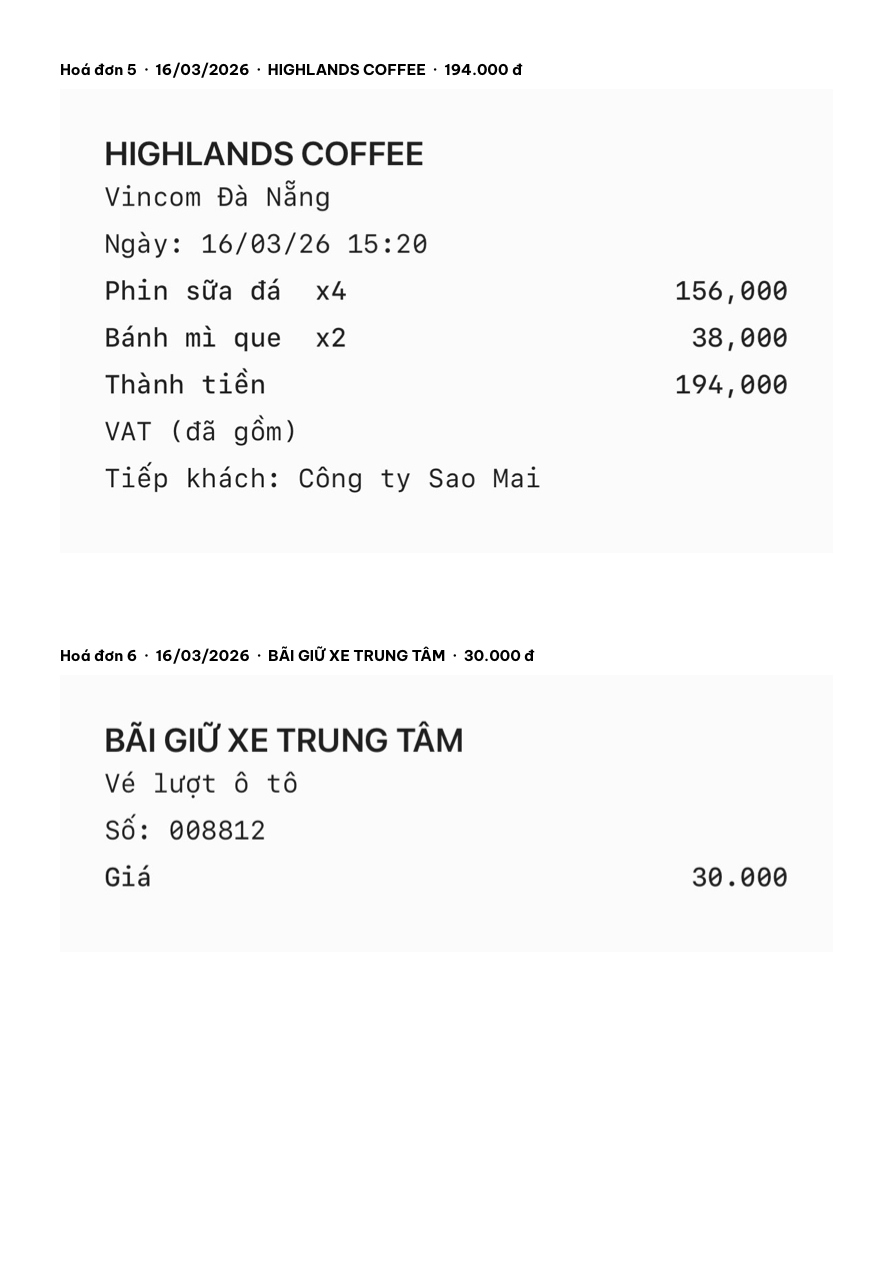 Hoá đơn 5 · 16/03/2026 · HIGHLANDS COFFEE · 194.000 đ
HIGHLANDS COFFEE
Vincom Đà Nẵng
Ngày: 16/03/26 15:20
Phin sữa đá x4 156,000
Bánh mì que x2 38,000
Thành tiền 194,000
VAT (đã gồm)
Tiếp khách: Công ty Sao Mai
Hoá đơn 6 · 16/03/2026 · BÃI GIỮ XE TRUNG TÂM · 30.000 đ
BÃI GIỮ XE TRUNG TÂM
Vé lượt ô tô
Số: 008812
Giá 30.000